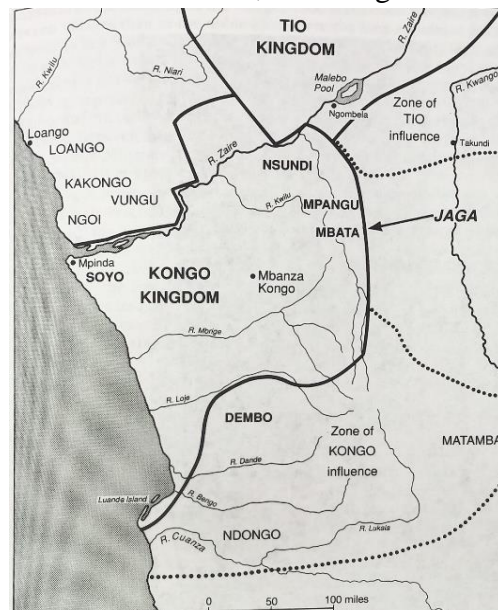 TIO
KINGDOM
R. Zaire
R. Kwilu
R. Niari
Malebo
Pool
Ngombela
Zone of
TIO
influence
R. Kwango
Takundi
Loango
LOANGO
R. Zaire
NSUNDI
KAKONGO
VUNGU
NGOI
R. Kwilu
MPANGU
MBATA
JAGA
Mpinda
SOYO
KONGO
KINGDOM
Mbanza
Kongo
R. Mbrige
R. Loje
DEMBO
Zone of
KONGO
influence
MATAMBA
R. Dande
Luanda Island
R. Bengo
NDONGO
R. Lukala
R. Cuanza
0 50 100 miles